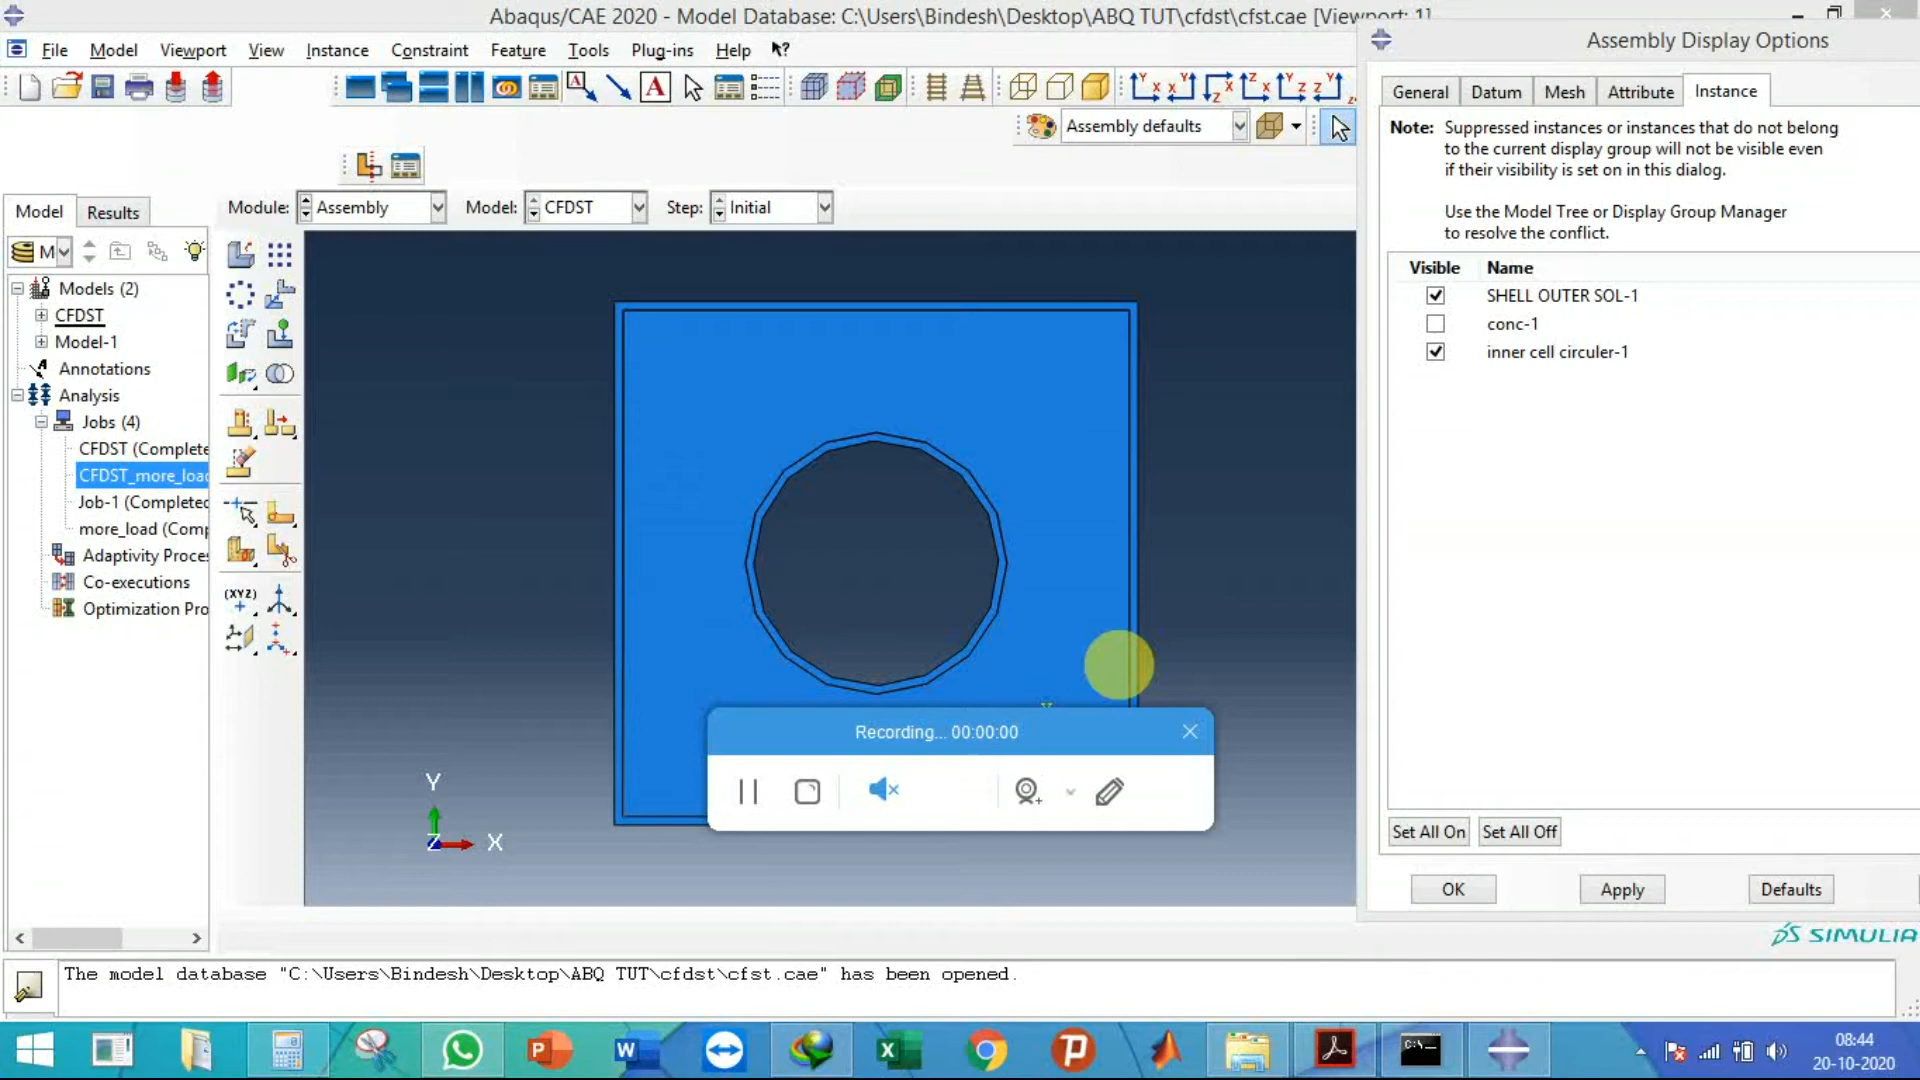 Abaqus/CAE 2020 - Model Database: C:\Users\Bindesh\Desktop\ABQ TUT\cfdst\cfst.cae [Viewport: 1]
File Model Viewport View Instance Constraint Feature Tools Plug-ins Help
Assembly Display Options
General Datum Mesh Attribute Instance
Assembly defaults
Note: Suppressed instances or instances that do not belong
to the current display group will not be visible even
if their visibility is set on in this dialog.
Use the Model Tree or Display Group Manager
to resolve the conflict.
Model Results
Module: Assembly Model: CFDST Step: Initial
M
Visible Name
SHELL OUTER SOL-1
conc-1
inner cell circuler-1
Models (2)
CFDST
Model-1
Annotations
Analysis
Jobs (4)
CFDST (Complete
CFDST_more_load
Job-1 (Completed
more_load (Comp
Adaptivity Proce
Co-executions
Optimization Pro
(XYZ)
Recording... 00:00:00
Y
Z X
Set All On Set All Off
OK Apply Defaults
SIMULIA
The model database "C:\Users\Bindesh\Desktop\ABQ TUT\cfdst\cfst.cae" has been opened.
08:44
20-10-2020